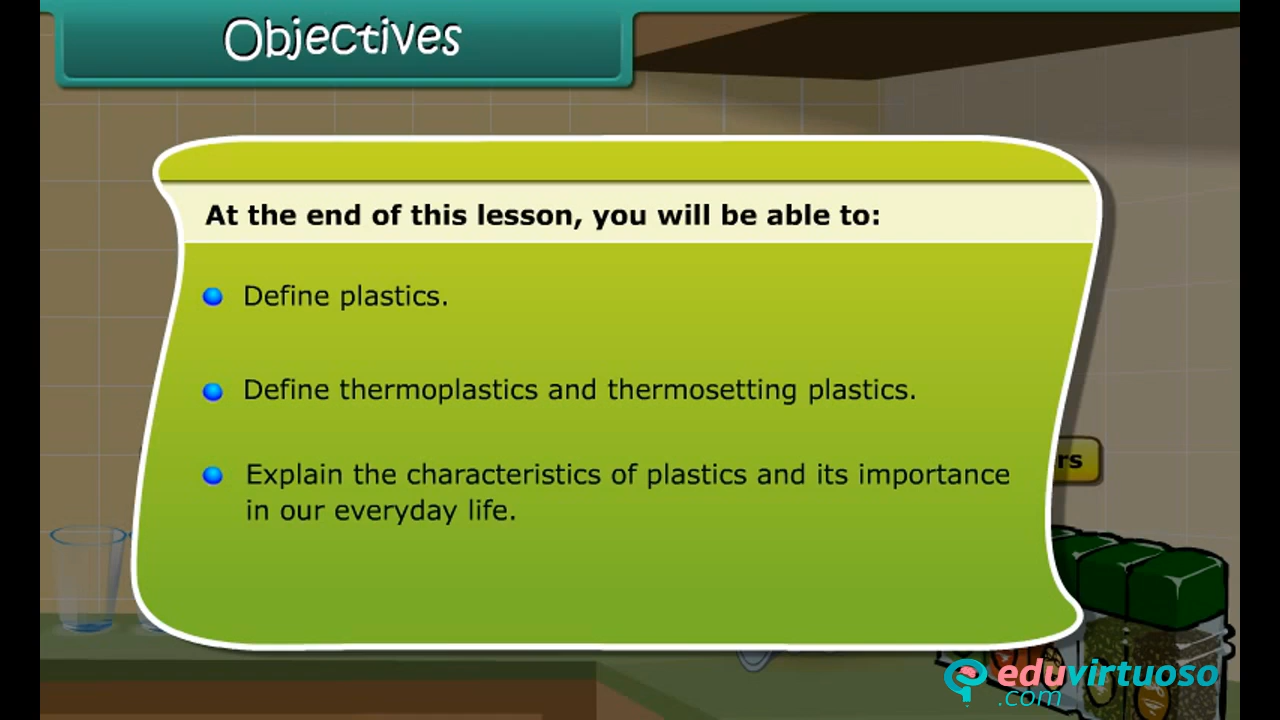 Objectives
At the end of this lesson, you will be able to:
Define plastics.
Define thermoplastics and thermosetting plastics.
Explain the characteristics of plastics and its importance
in our everyday life.
rs
eduvirtuoso
.com